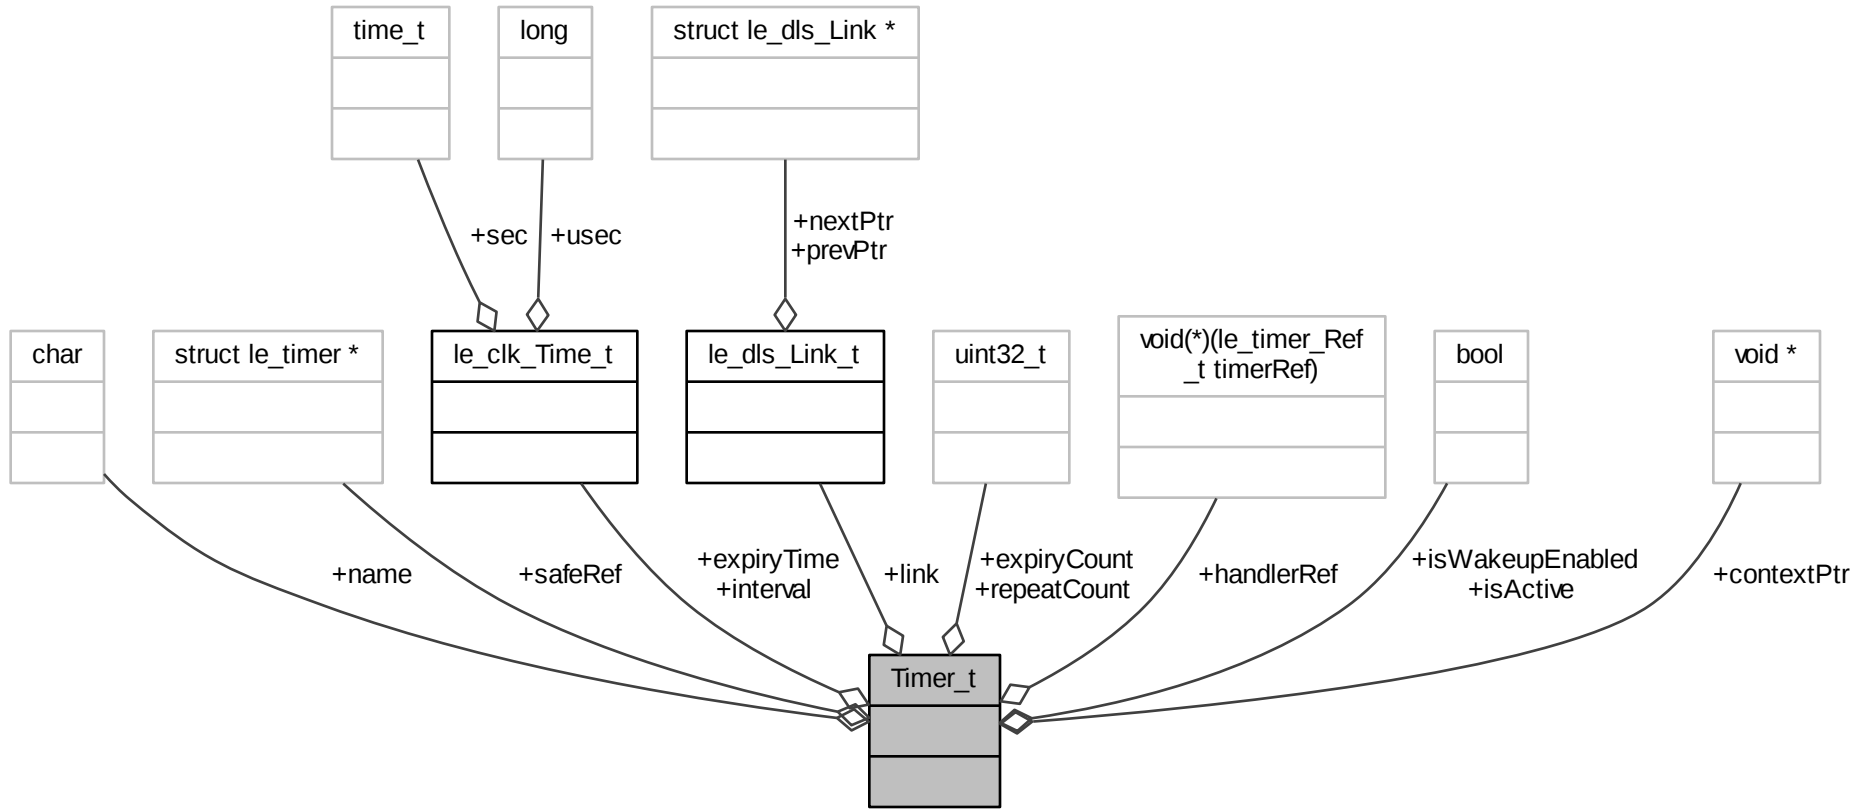 time_t
long
struct le_dls_Link *
+sec
+usec
+nextPtr
+prevPtr
char
struct le_timer *
le_clk_Time_t
le_dls_Link_t
uint32_t
void(*)(le_timer_Ref
_t timerRef)
bool
void *
+name
+safeRef
+expiryTime
+interval
+link
+expiryCount
+repeatCount
+handlerRef
+isWakeupEnabled
+isActive
+contextPtr
Timer_t